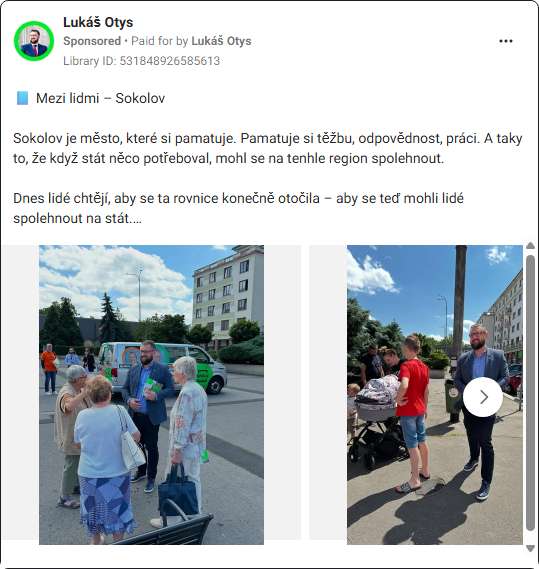 Lukáš Otys
Sponsored • Paid for by Lukáš Otys
Library ID: 531848926585613
Mezi lidmi – Sokolov
Sokolov je město, které si pamatuje. Pamatuje si těžbu, odpovědnost, práci. A taky
to, že když stát něco potřeboval, mohl se na tenhle region spolehnout.
Dnes lidé chtějí, aby se ta rovnice konečně otočila – aby se teď mohli lidé
spolehnout na stát....